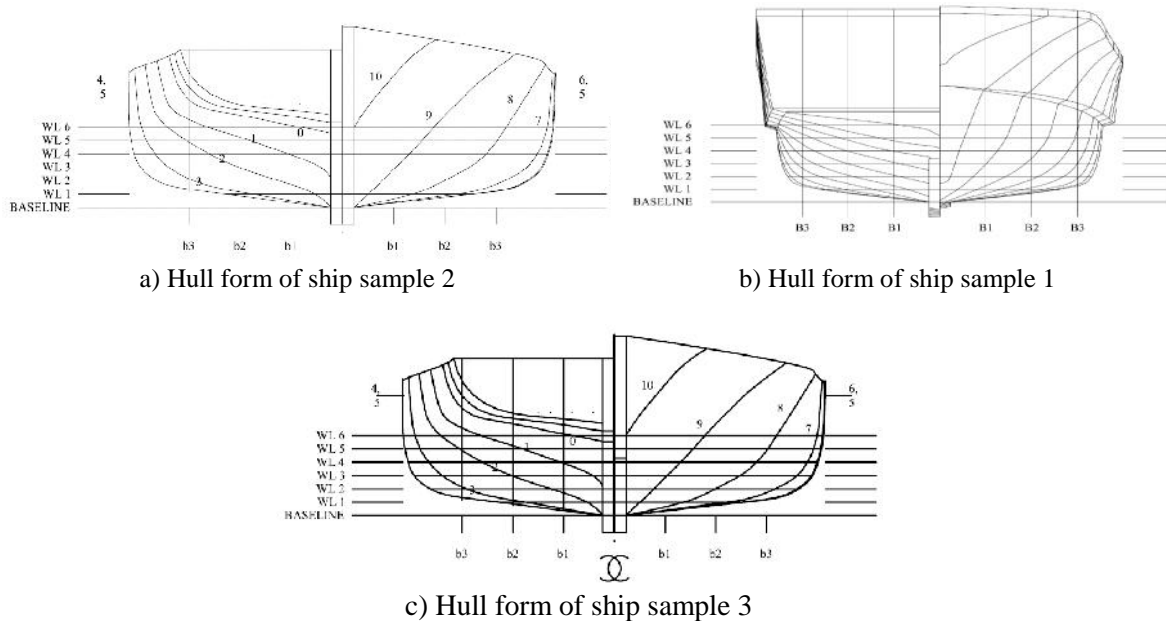 10
9
8
7
4,
5
6,
5
0
1
2
3
WL 6
WL 5
WL 4
WL 3
WL 2
WL 1
BASELINE
b3 b2 b1 b1 b2 b3
a) Hull form of ship sample 2
WL 6
WL 5
WL 4
WL 3
WL 2
WL 1
BASELINE
B3 B2 B1 B1 B2 B3
b) Hull form of ship sample 1
10
9
8
7
4,
5
6,
5
0
1
2
3
WL 6
WL 5
WL 4
WL 3
WL 2
WL 1
BASELINE
b3 b2 b1 b1 b2 b3
c) Hull form of ship sample 3